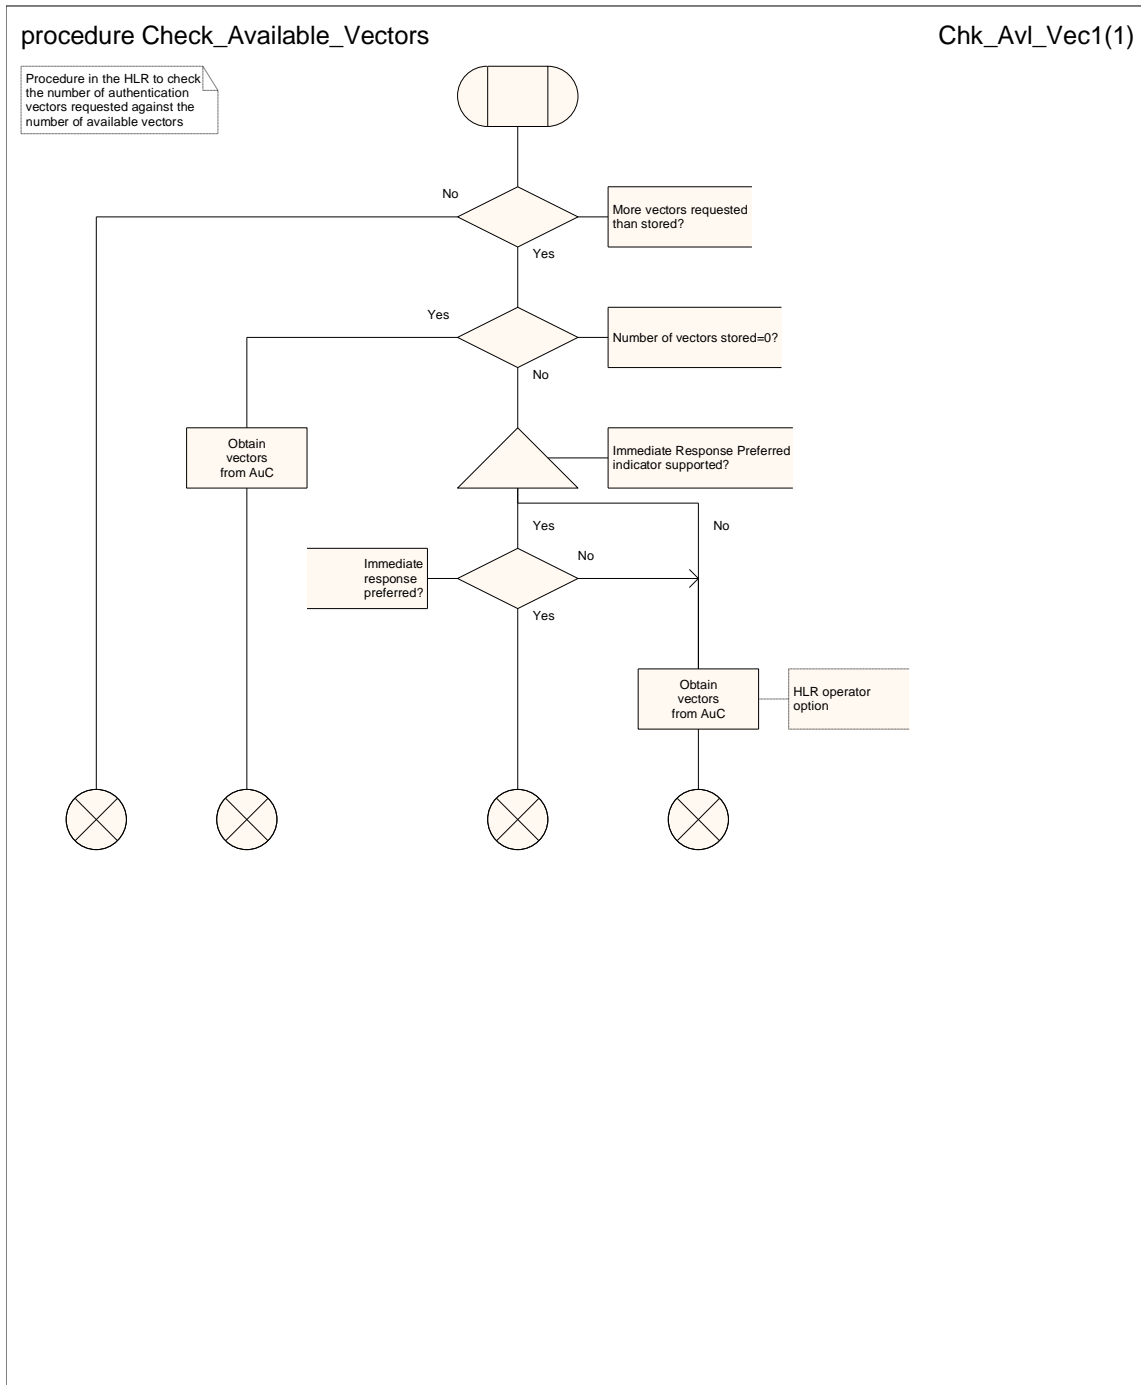 procedure Check_Available_Vectors
Chk_Avl_Vec1(1)
Procedure in the HLR to check
the number of authentication
vectors requested against the
number of available vectors
No
More vectors requested
than stored?
Yes
Yes
Number of vectors stored=0?
No
Obtain
vectors
from AuC
Immediate Response Preferred
indicator supported?
Yes
No
Immediate
response
preferred?
No
Yes
Obtain
vectors
from AuC
HLR operator
option